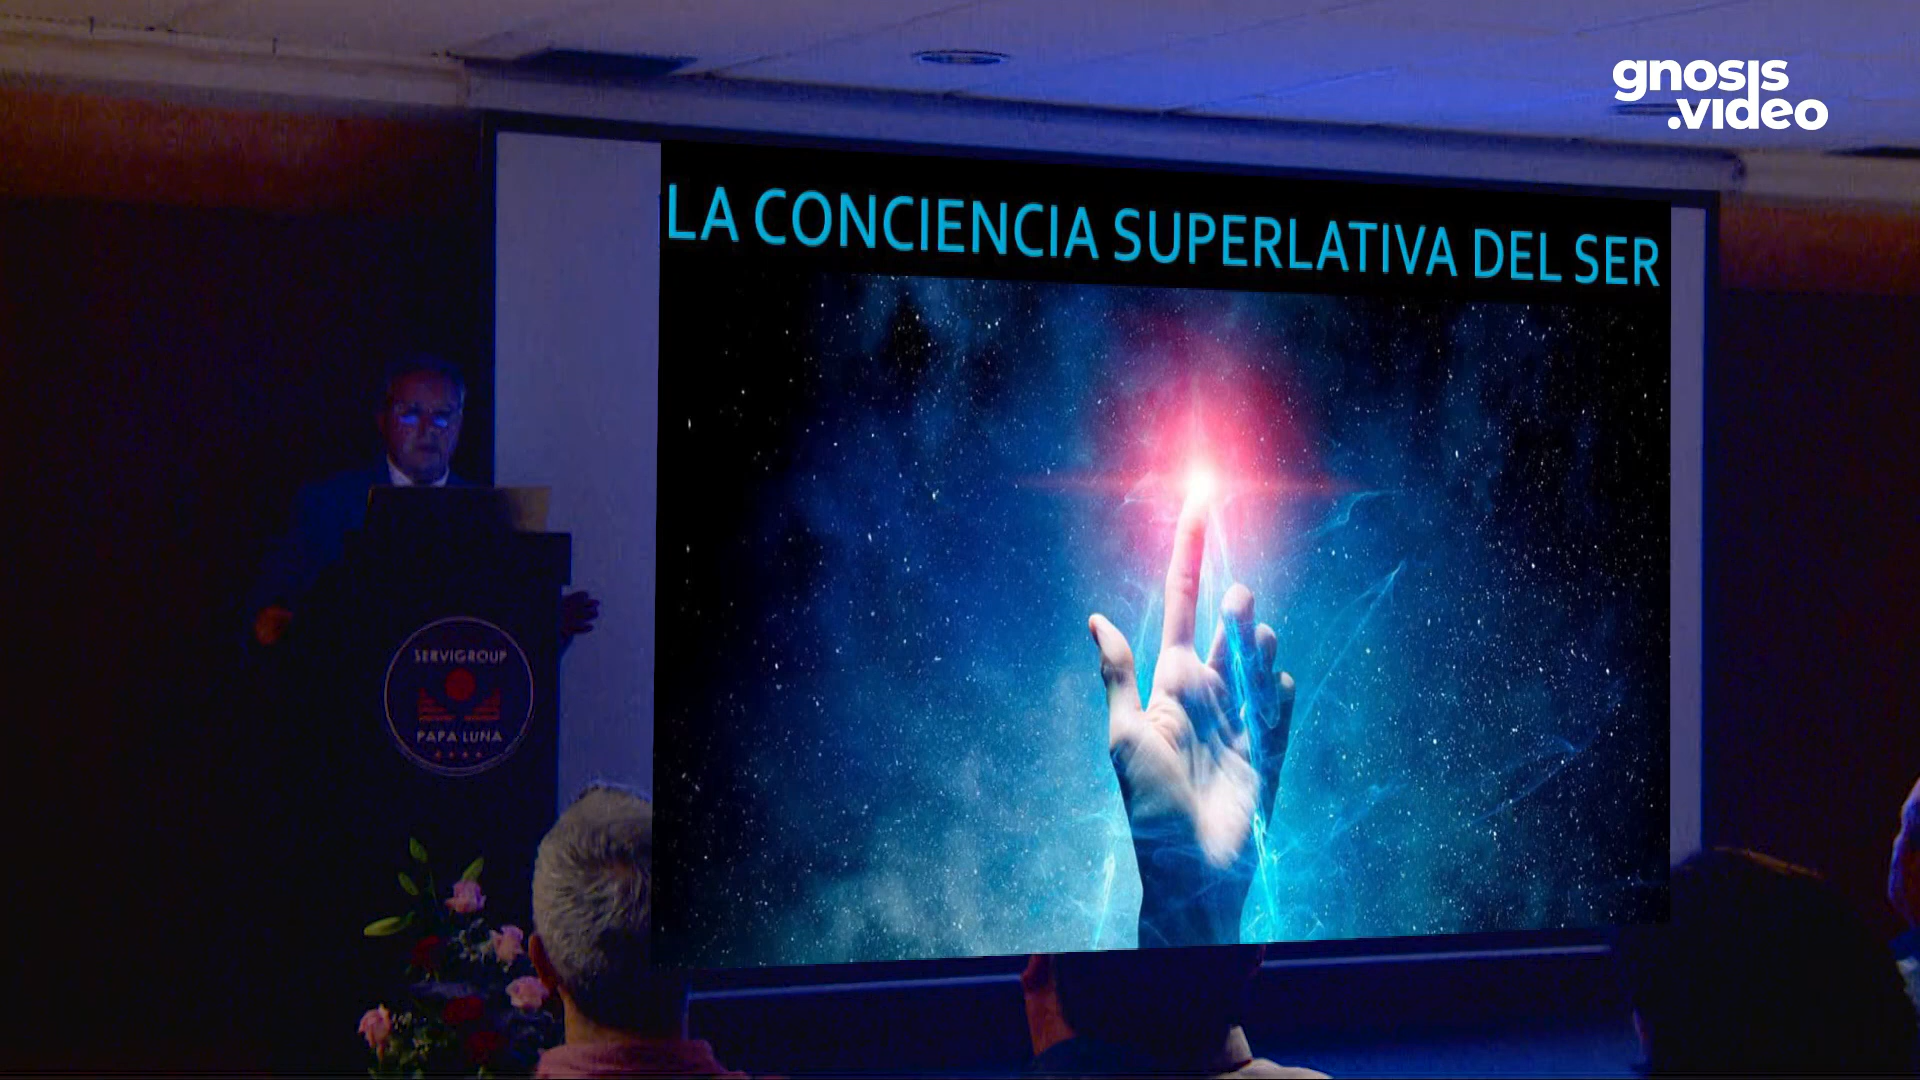 gnosis
.video
LA CONCIENCIA SUPERLATIVA DEL SER
SERVIGROUP
PAPA LUNA